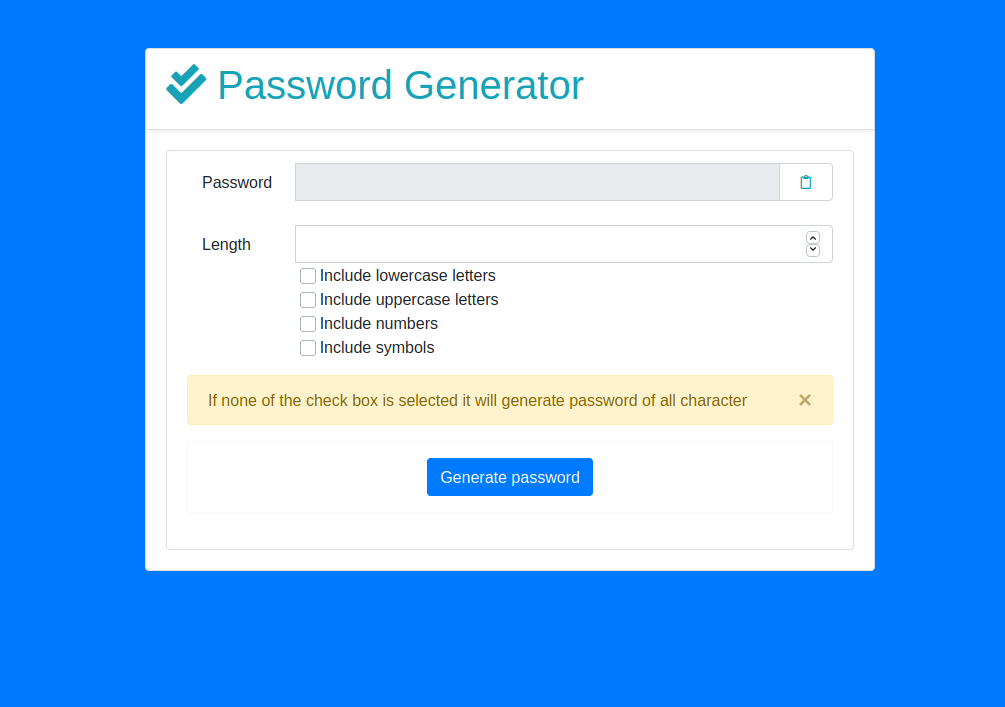 Password Generator
Password
Length
Include lowercase letters
Include uppercase letters
Include numbers
Include symbols
If none of the check box is selected it will generate password of all character ×
Generate password